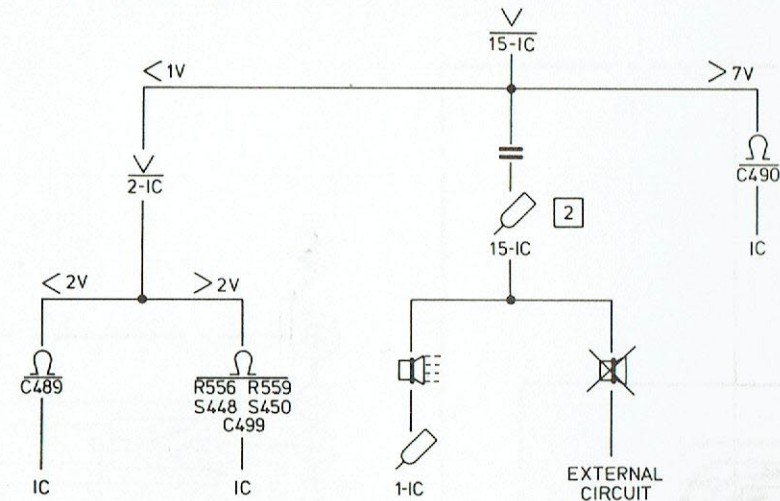 15-IC
<1V
>7V
2-IC
C490
2
15-IC
IC
<2V
>2V
C489
R556 R559
S448 S450
C499
IC
IC
1-IC
EXTERNAL
CIRCUIT